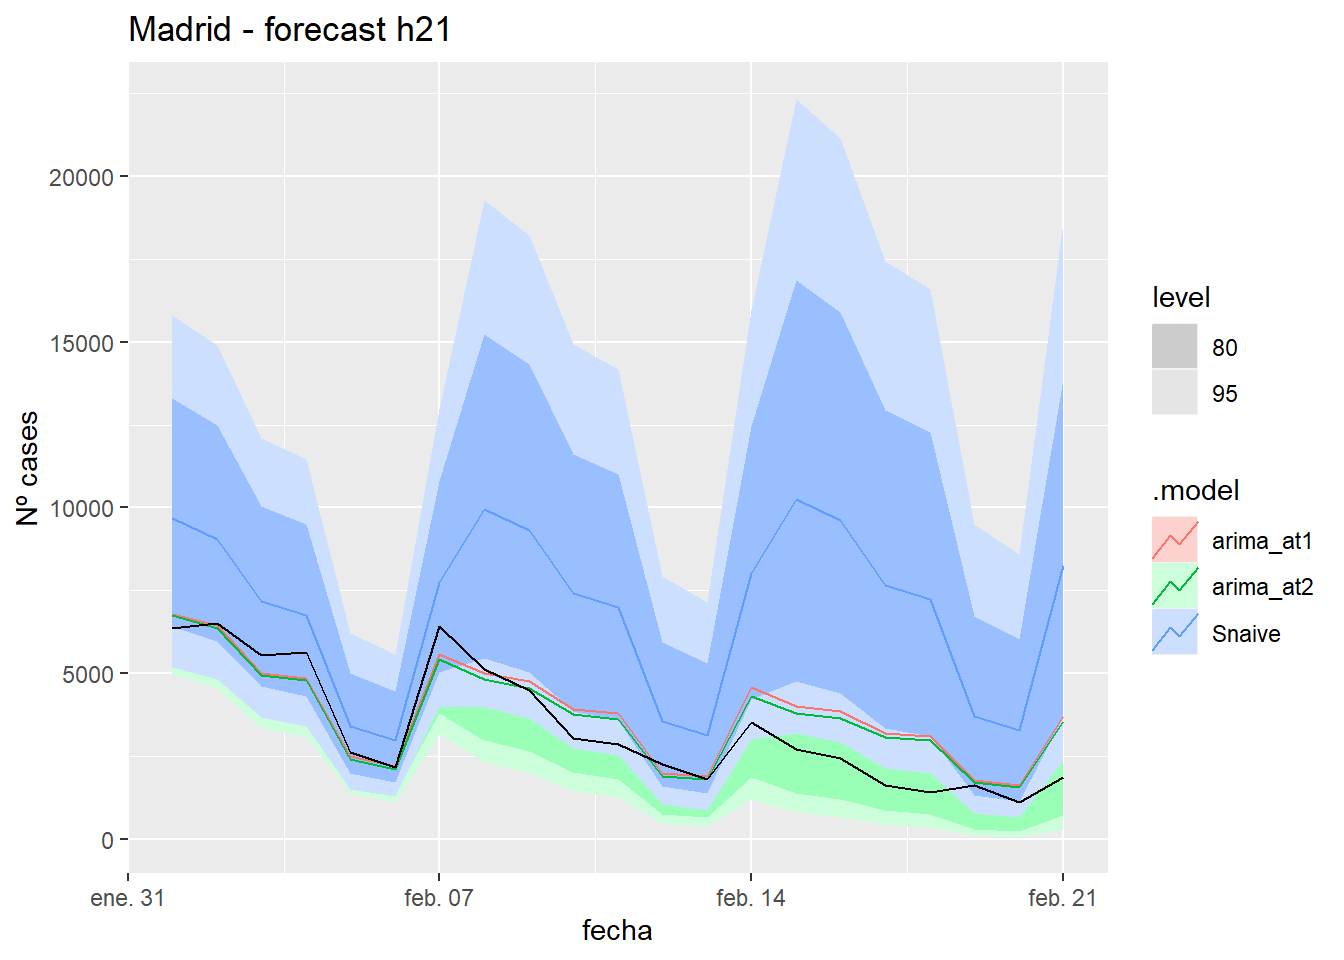 Madrid - forecast h21
Nº cases
20000
15000
10000
5000
0
ene. 31
feb. 07
feb. 14
feb. 21
fecha
level
80
95
.model
arima_at1
arima_at2
Snaive